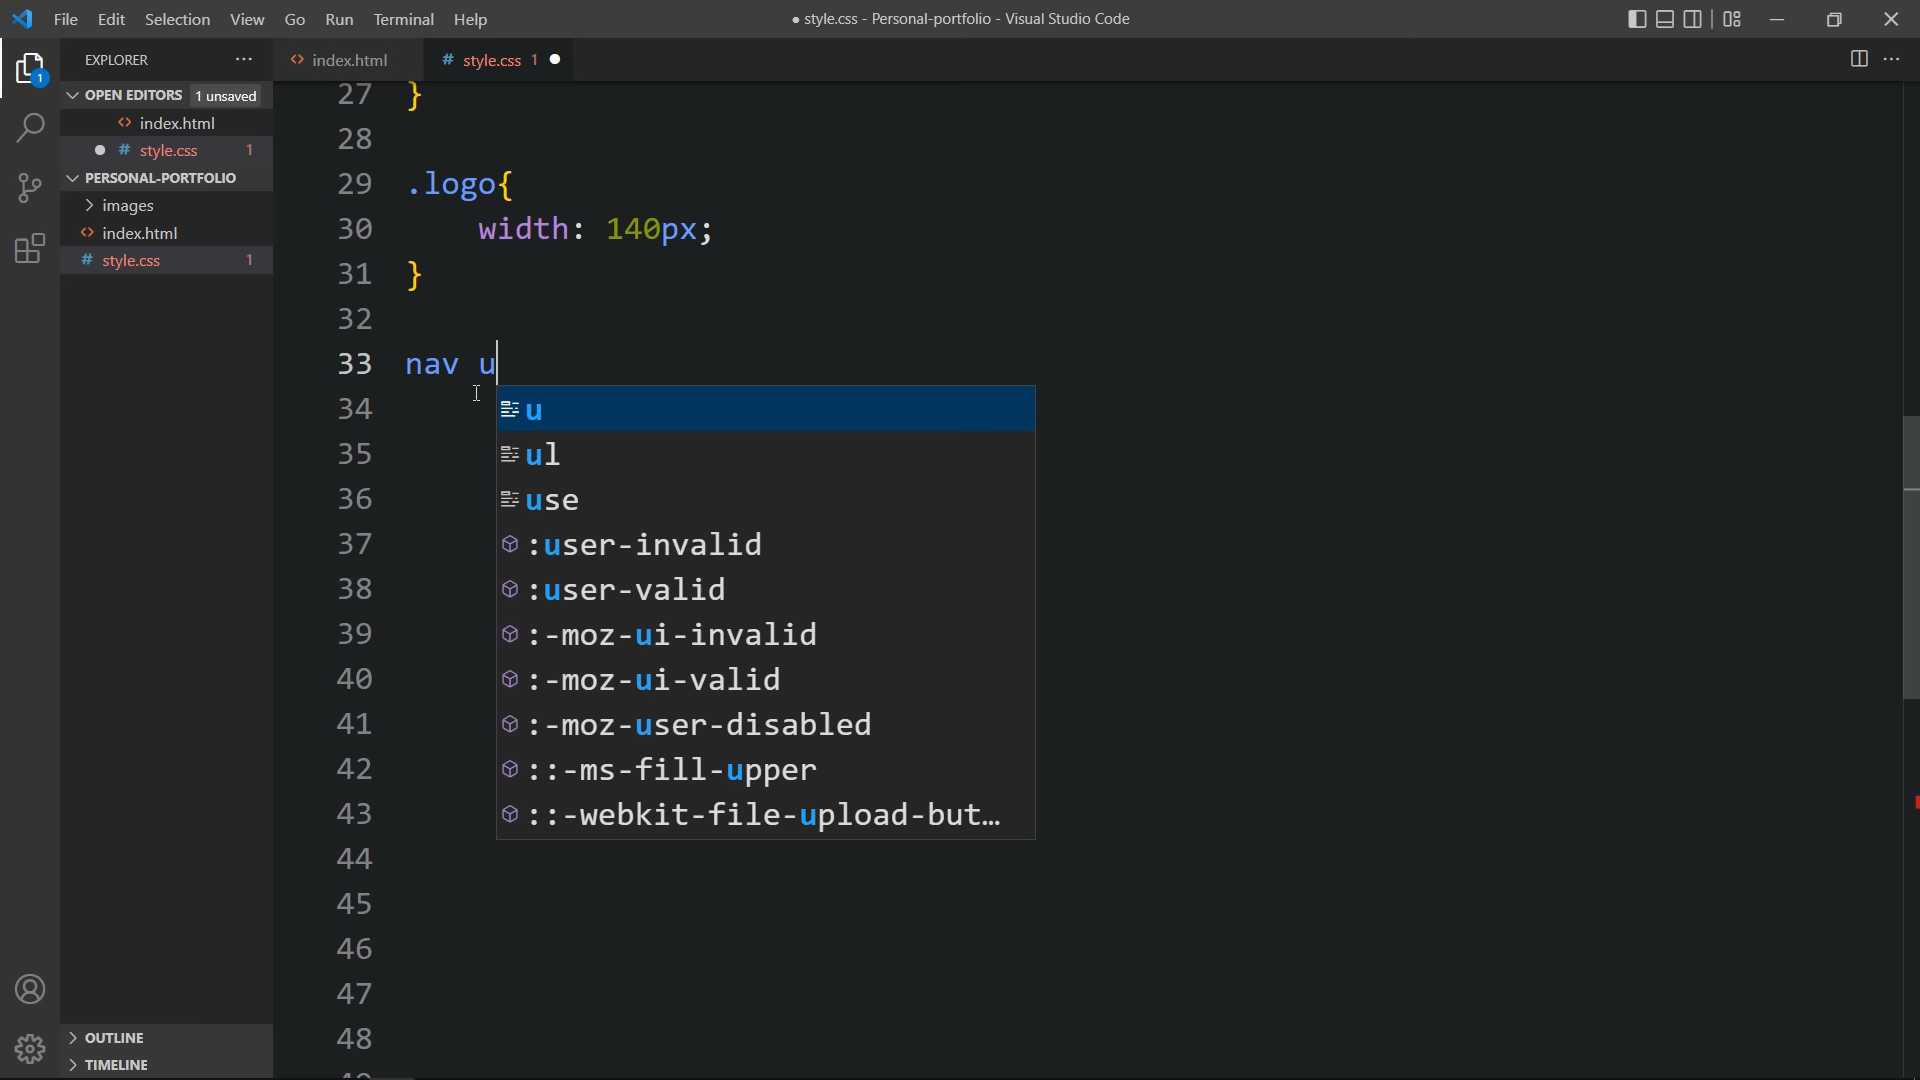 File Edit Selection View Go Run Terminal Help
● style.css - Personal-portfolio - Visual Studio Code
EXPLORER
index.html
# style.css 1
OPEN EDITORS 1 unsaved
index.html
# style.css 1
PERSONAL-PORTFOLIO
images
index.html
# style.css 1
OUTLINE
TIMELINE
1
27 }
28
29 .logo{
30 width: 140px;
31 }
32
33 nav u
34
35
36
37
38
39
40
41
42
43
44
45
46
47
48
u
ul
use
:user-invalid
:user-valid
:-moz-ui-invalid
:-moz-ui-valid
:-moz-user-disabled
::-ms-fill-upper
::-webkit-file-upload-but…